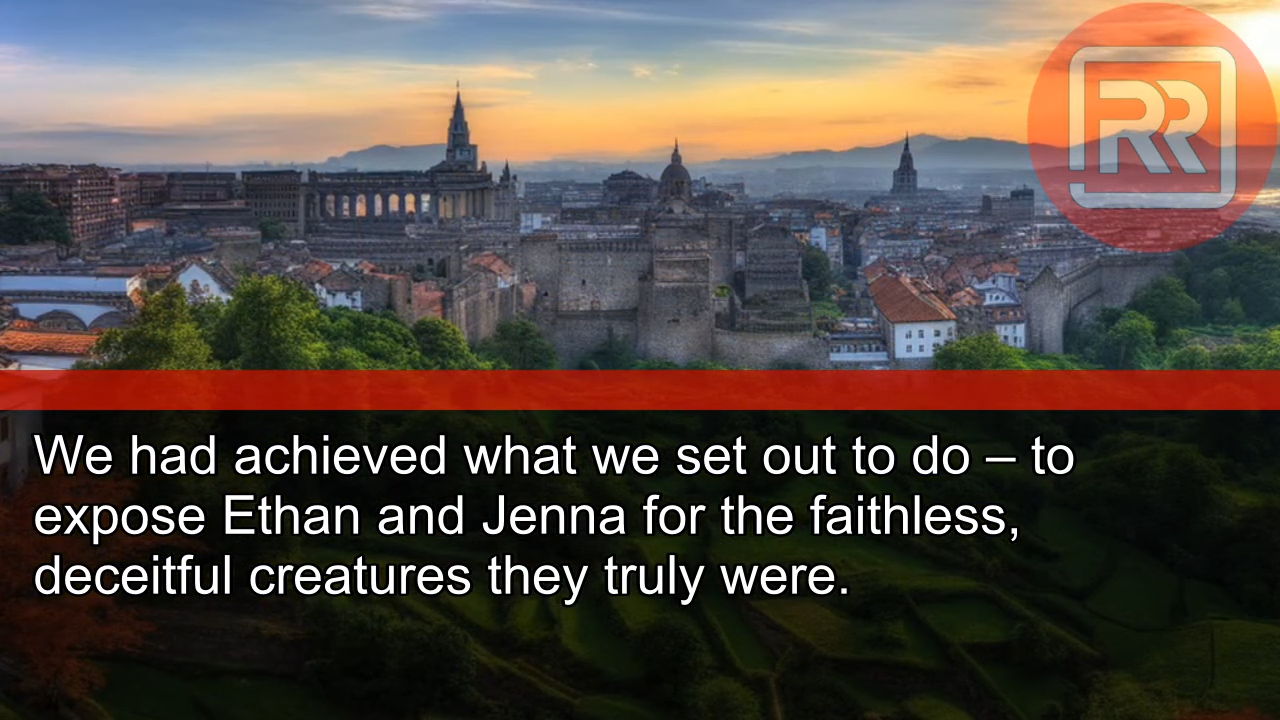 RR
We had achieved what we set out to do – to
expose Ethan and Jenna for the faithless,
deceitful creatures they truly were.